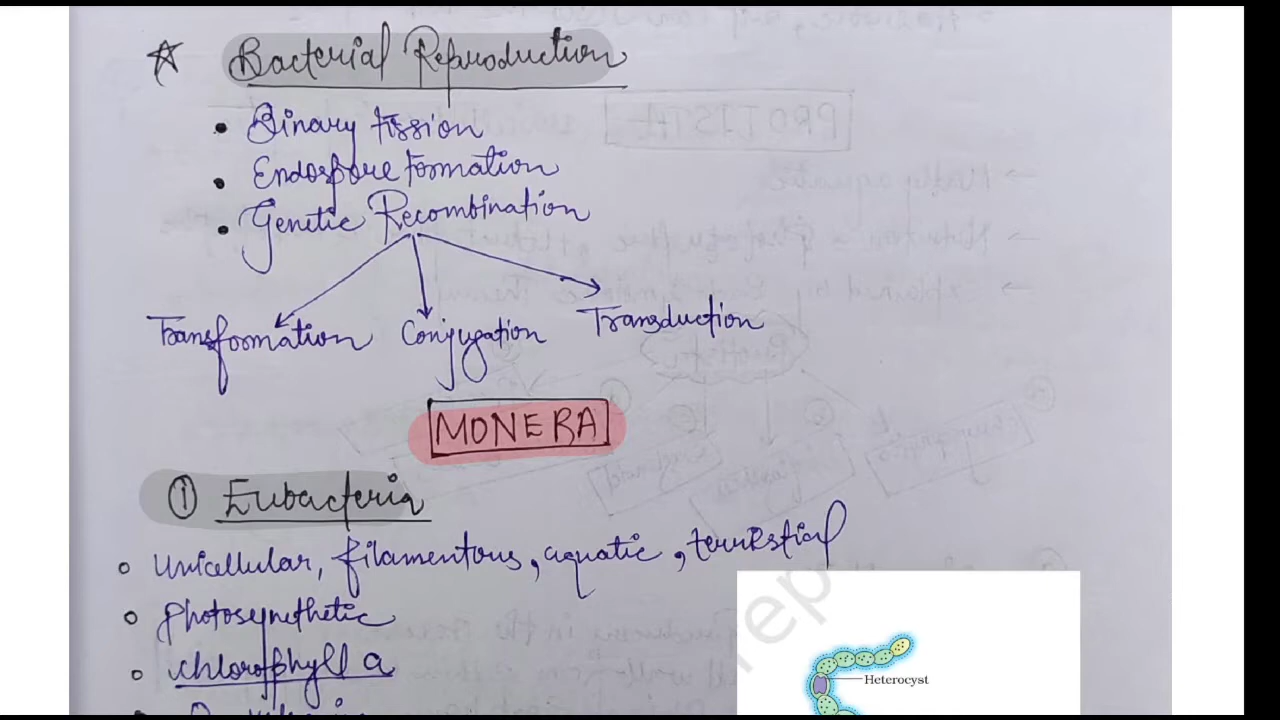 ☆ Bacterial Reproduction
• Binary fission
• Endospore formation
• Genetic Recombination
Transformation Conjugation Transduction
MONERA
① Eubacteria
• Unicellular, filamentous, aquatic, terrestial
• photosynthetic
• chlorophyll a
Heterocyst